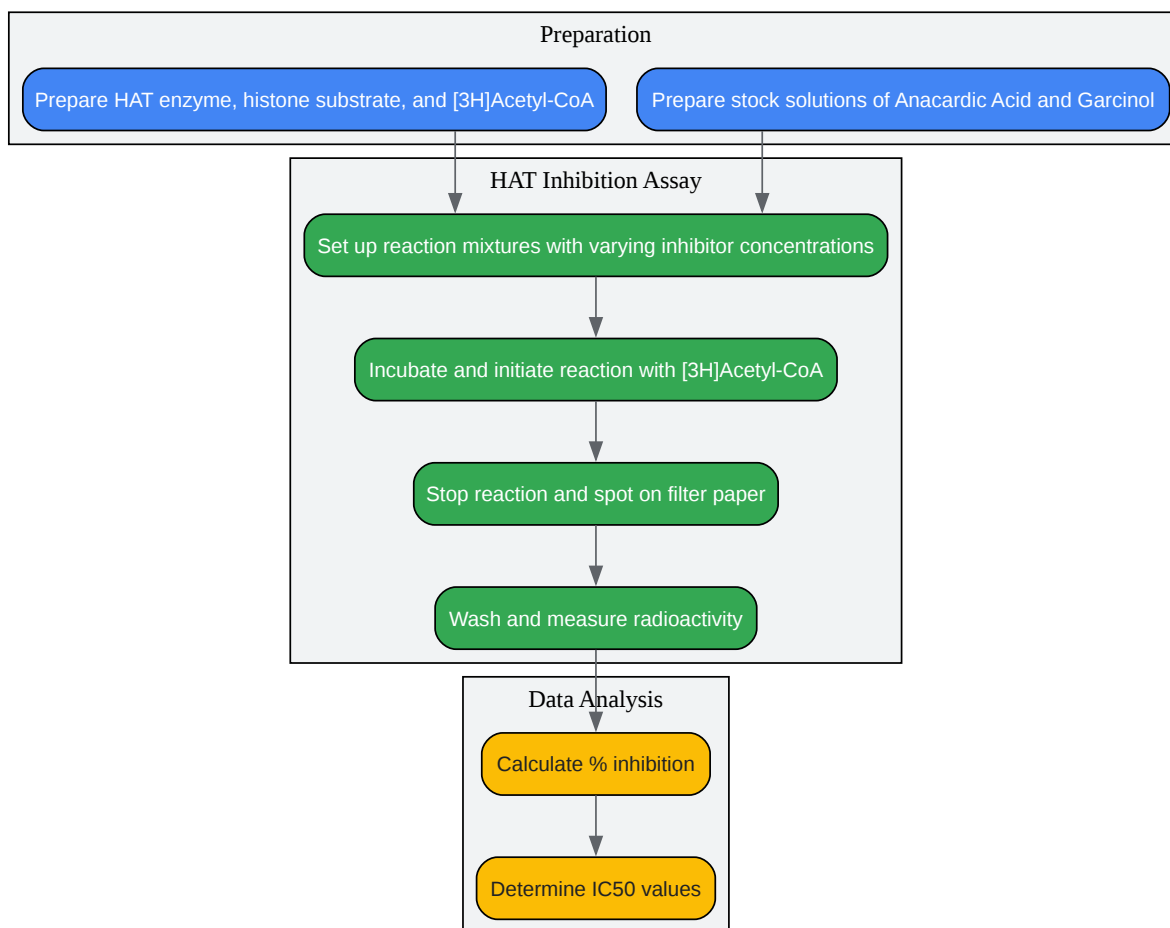 Preparation
Prepare HAT enzyme, histone substrate, and [3H]Acetyl-CoA
Prepare stock solutions of Anacardic Acid and Garcinol
HAT Inhibition Assay
Set up reaction mixtures with varying inhibitor concentrations
Incubate and initiate reaction with [3H]Acetyl-CoA
Stop reaction and spot on filter paper
Wash and measure radioactivity
Data Analysis
Calculate % inhibition
Determine IC50 values